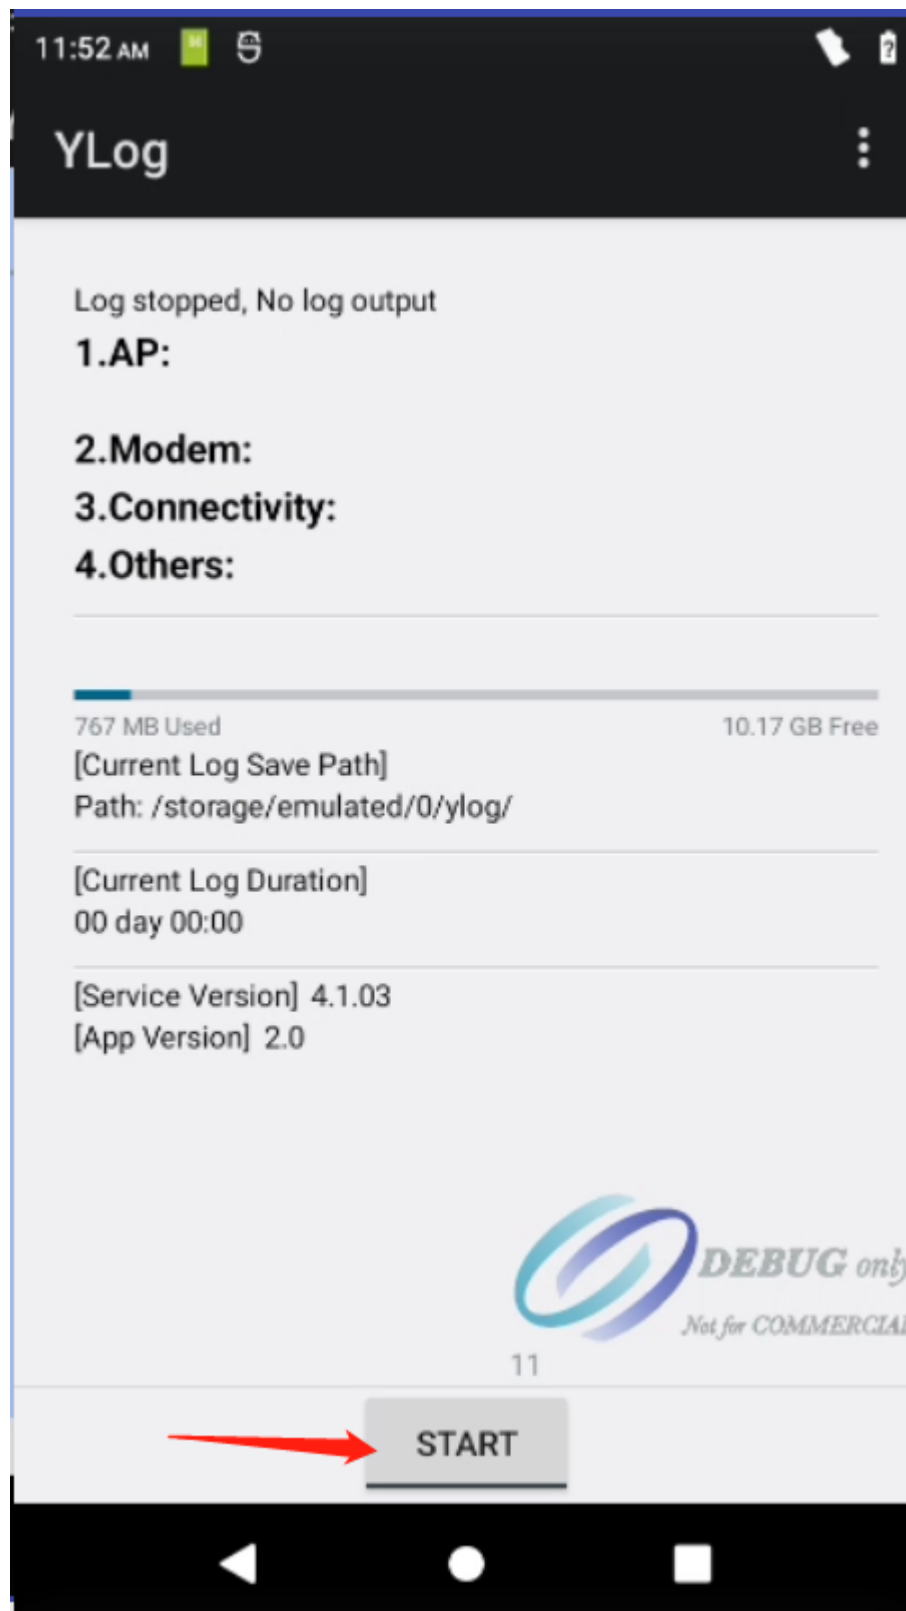 11:52 AM
YLog
Log stopped, No log output
1.AP:
2.Modem:
3.Connectivity:
4.Others:
767 MB Used
10.17 GB Free
[Current Log Save Path]
Path: /storage/emulated/0/ylog/
[Current Log Duration]
00 day 00:00
[Service Version] 4.1.03
[App Version] 2.0
DEBUG only
Not for COMMERCIAL
11
START